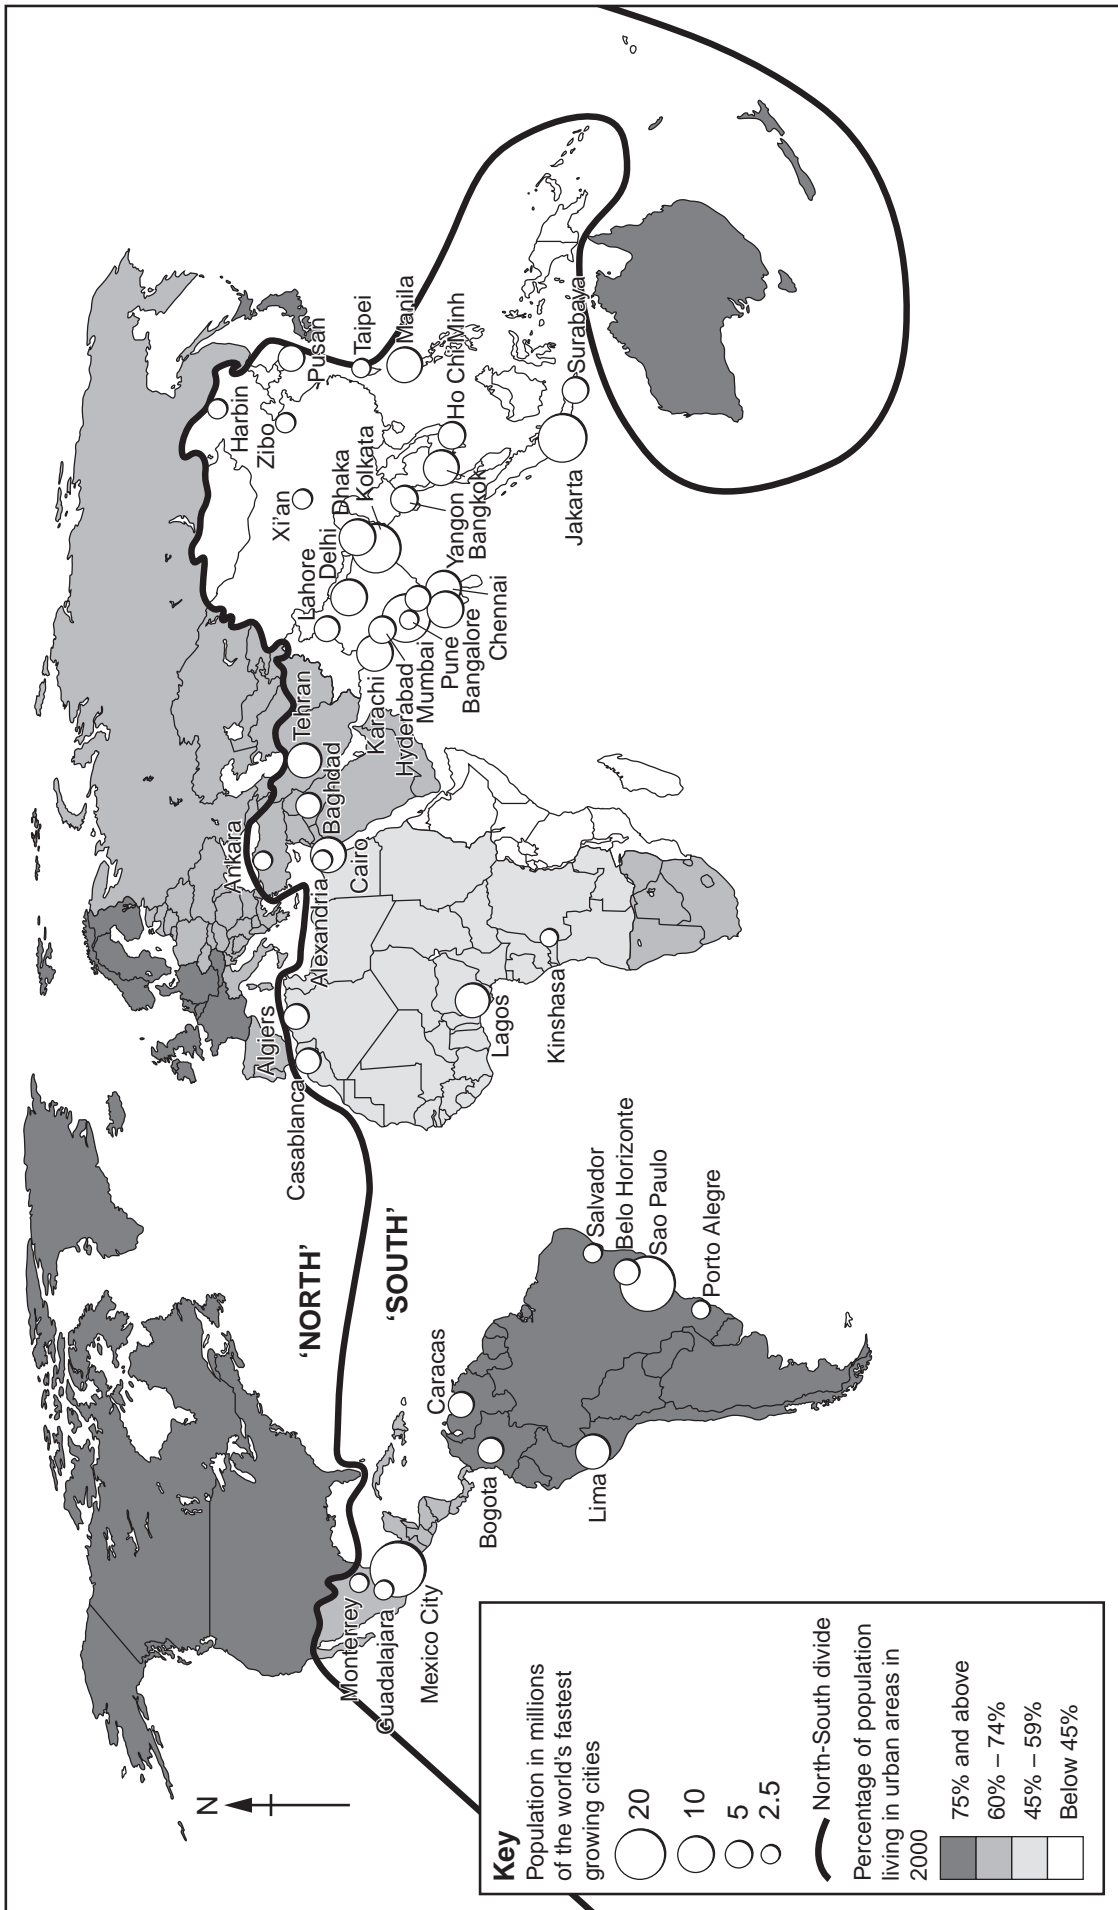 N
'NORTH'
'SOUTH'
Monterrey
Guadalajara
Mexico City
Caracas
Bogota
Lima
Salvador
Belo Horizonte
Sao Paulo
Porto Alegre
Casablanca
Algiers
Alexandria
Cairo
Ankara
Baghdad
Tehran
Lagos
Kinshasa
Karachi
Hyderabad
Mumbai
Pune
Bangalore
Chennai
Lahore
Delhi
Dhaka
Kolkata
Yangon
Bangkok
Ho Chi Minh
Xi'an
Zibo
Harbin
Pusan
Taipei
Manila
Jakarta
Surabaya
Key
Population in millions
of the world's fastest
growing cities
20
10
5
2.5
North-South divide
Percentage of population
living in urban areas in
2000
75% and above
60% – 74%
45% – 59%
Below 45%